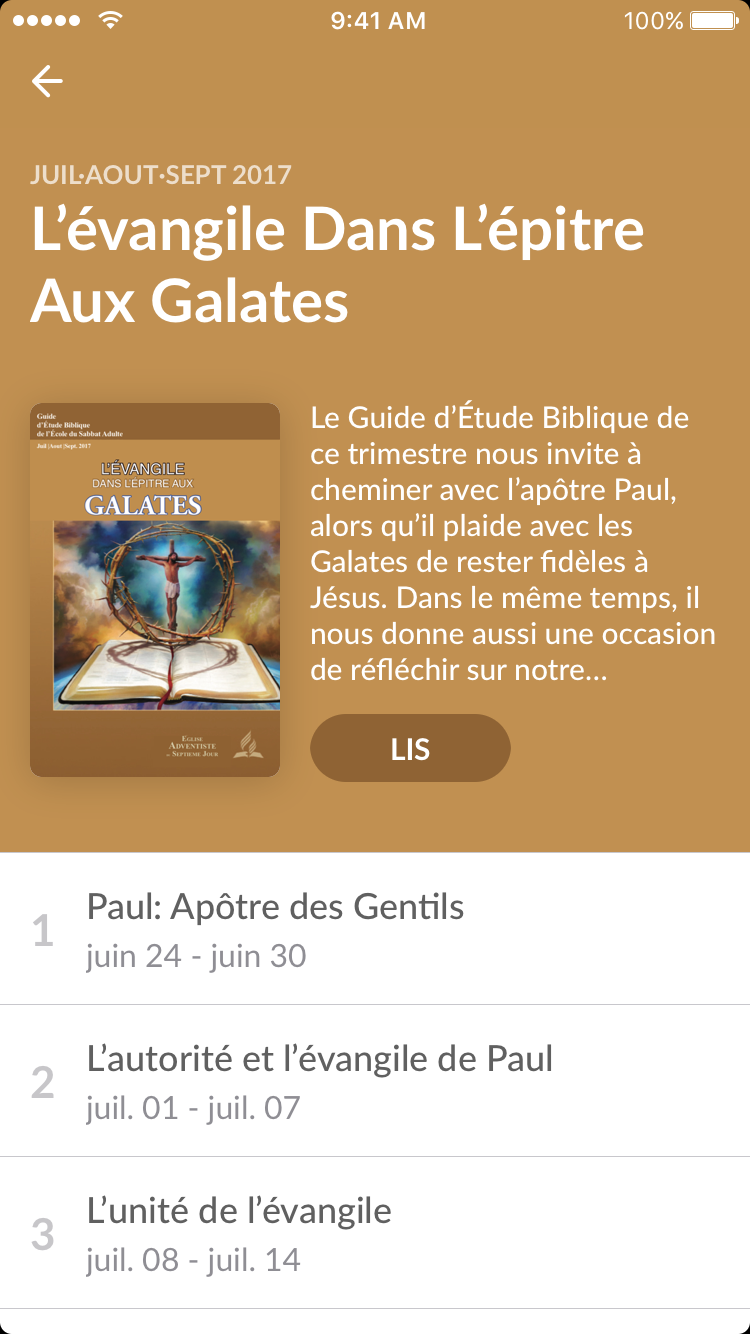 9:41 AM 100%
JUIL·AOUT·SEPT 2017
L’évangile Dans L’épitre
Aux Galates
Guide
d’Étude Biblique
de l’École du Sabbat Adulte
Juil |Aout |Sept. 2017
L’ÉVANGILE
DANS L’ÉPITRE AUX
GALATES
EGLISE
ADVENTISTE
SEPTIEME JOUR
Le Guide d’Étude Biblique de
ce trimestre nous invite à
cheminer avec l’apôtre Paul,
alors qu’il plaide avec les
Galates de rester fidèles à
Jésus. Dans le même temps, il
nous donne aussi une occasion
de réfléchir sur notre...
LIS
1
Paul: Apôtre des Gentils
juin 24 - juin 30
2
L’autorité et l’évangile de Paul
juil. 01 - juil. 07
3
L’unité de l’évangile
juil. 08 - juil. 14